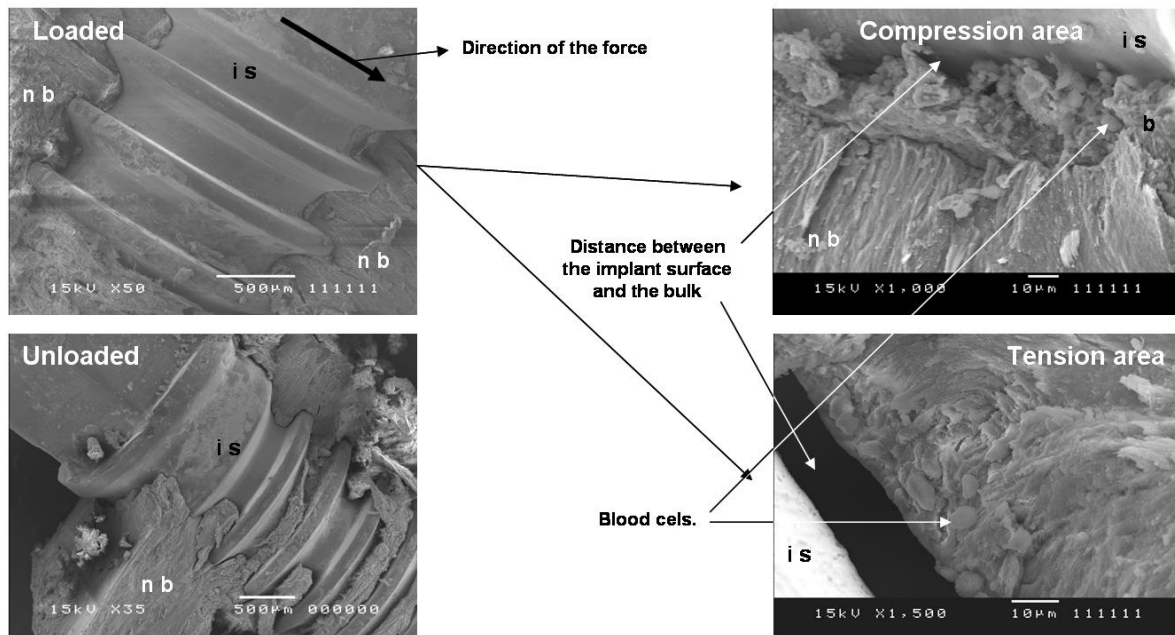 Loaded
Direction of the force
i s
n b
n b
15kV X50 500µm 111111
Compression area
i s
b
n b
15kV X1,000 10µm 111111
Distance between
the implant surface
and the bulk
Unloaded
i s
n b
15kV X35 500µm 000000
Tension area
Blood cels.
i s
15kV X1,500 10µm 111111